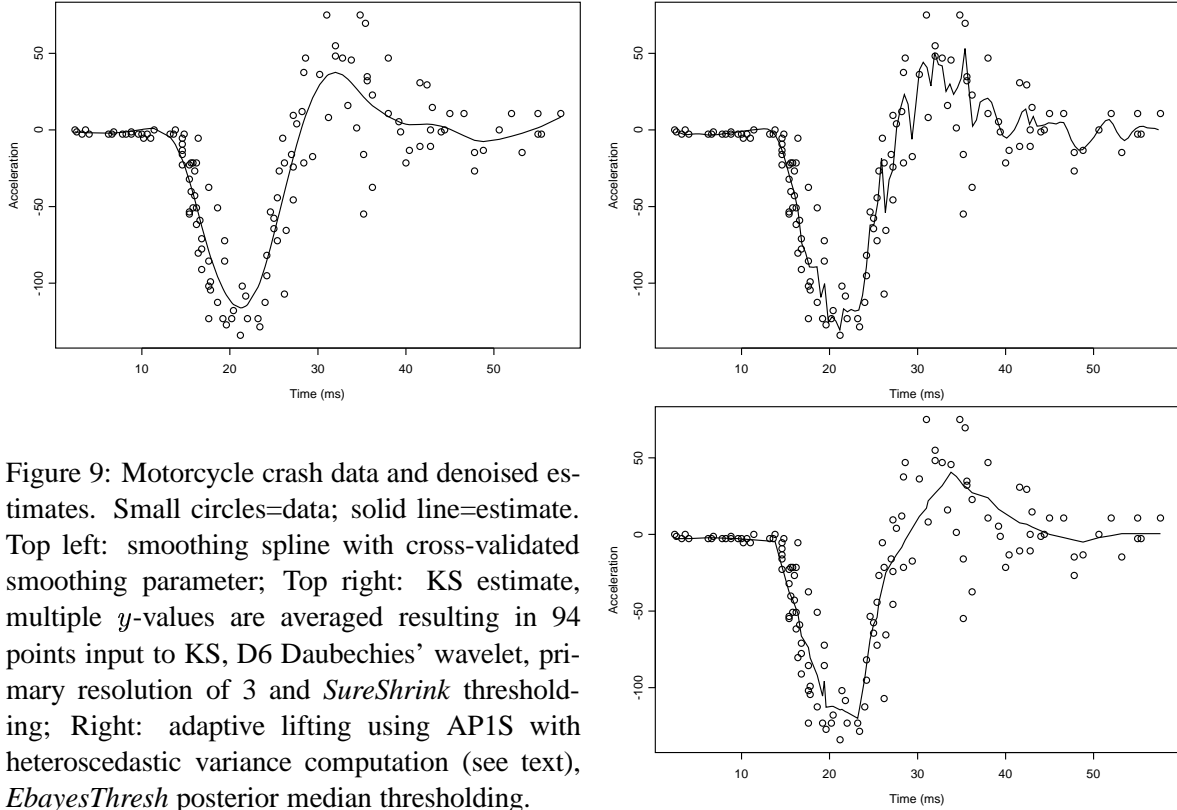 50
0
-50
-100
Acceleration
10
20
30
40
50
Time (ms)
50
0
-50
-100
Acceleration
10
20
30
40
50
Time (ms)
Figure 9: Motorcycle crash data and denoised es-
timates. Small circles=data; solid line=estimate.
Top left: smoothing spline with cross-validated
smoothing parameter; Top right: KS estimate,
multiple y-values are averaged resulting in 94
points input to KS, D6 Daubechies' wavelet, pri-
mary resolution of 3 and SureShrink threshold-
ing; Right: adaptive lifting using AP1S with
heteroscedastic variance computation (see text),
EbayesThresh posterior median thresholding.
50
0
-50
-100
Acceleration
10
20
30
40
50
Time (ms)